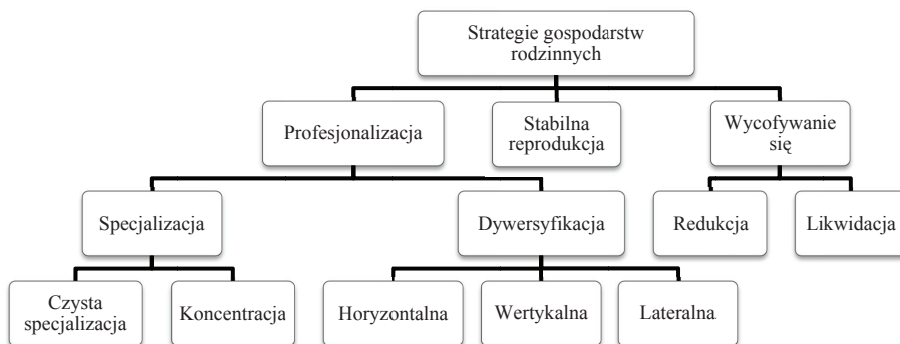 Strategie gospodarstw
rodzinnych
Profesjonalizacja
Stabilna
reprodukcja
Wycofywanie
się
Specjalizacja
Dywersyfikacja
Redukcja
Likwidacja
Czysta
specjalizacja
Koncentracja
Horyzontalna
Wertykalna
Lateralna